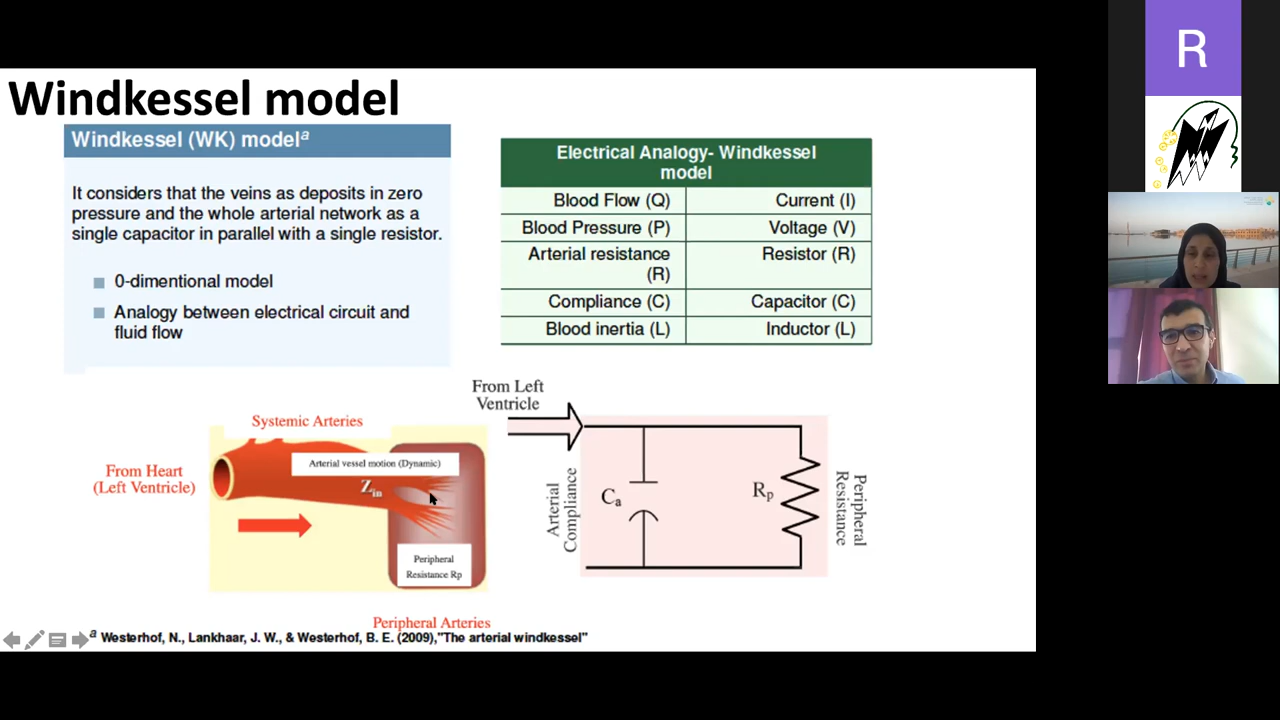 Windkessel model
Windkessel (WK) modelᵃ
It considers that the veins as deposits in zero
pressure and the whole arterial network as a
single capacitor in parallel with a single resistor.
0-dimentional model
Analogy between electrical circuit and
fluid flow
Electrical Analogy- Windkessel
model
Blood Flow (Q)
Current (I)
Blood Pressure (P)
Voltage (V)
Arterial resistance
(R)
Resistor (R)
Compliance (C)
Capacitor (C)
Blood inertia (L)
Inductor (L)
Systemic Arteries
From Heart
(Left Ventricle)
Arterial vessel motion (Dynamic)
Zin
Peripheral
Resistance Rp
Peripheral Arteries
From Left
Ventricle
Arterial
Compliance
Ca
Rp
Peripheral
Resistance
ᵃ Westerhof, N., Lankhaar, J. W., & Westerhof, B. E. (2009),"The arterial windkessel"
R